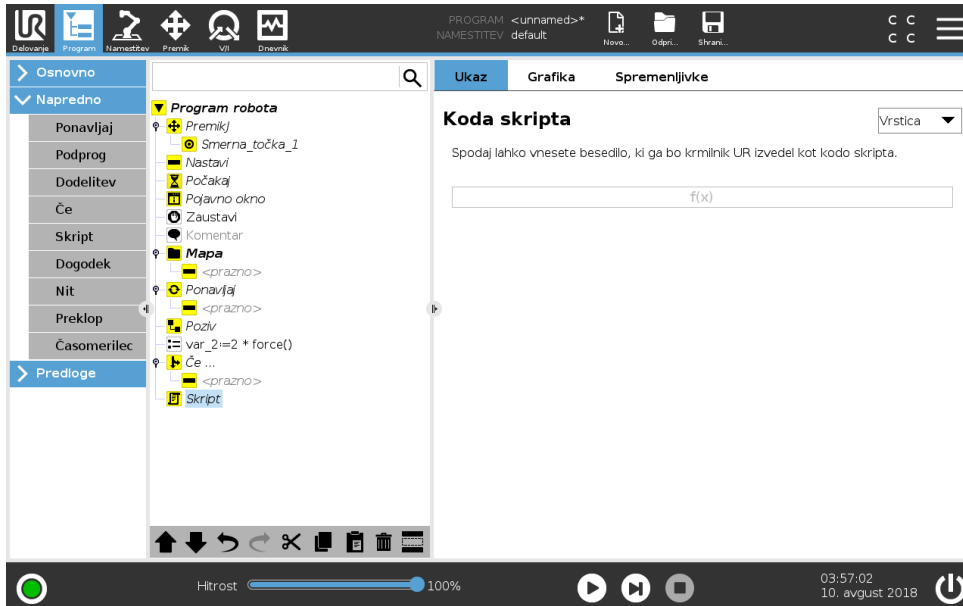 PROGRAM <unnamed>*
NAMESTITEV default
Delovanje
Program
Namestitev
Premik
V/I
Dnevnik
Novo...
Odpri...
Shrani...
C C
C C
Osnovno
Napredno
Ponavljaj
Podprog
Dodelitev
Če
Skript
Dogodek
Nit
Preklop
Časomerilec
Predloge
Program robota
PremikJ
Smerna_točka_1
Nastavi
Počakaj
Pojavno okno
Zaustavi
Komentar
Mapa
<prazno>
Ponavljaj
<prazno>
Poziv
var_2:=2 * force()
Če ...
<prazno>
Skript
Ukaz
Grafika
Spremenljivke
Koda skripta
Vrstica
Spodaj lahko vnesete besedilo, ki ga bo krmilnik UR izvedel kot kodo skripta.
f(x)
Hitrost
100%
03:57:02
10. avgust 2018